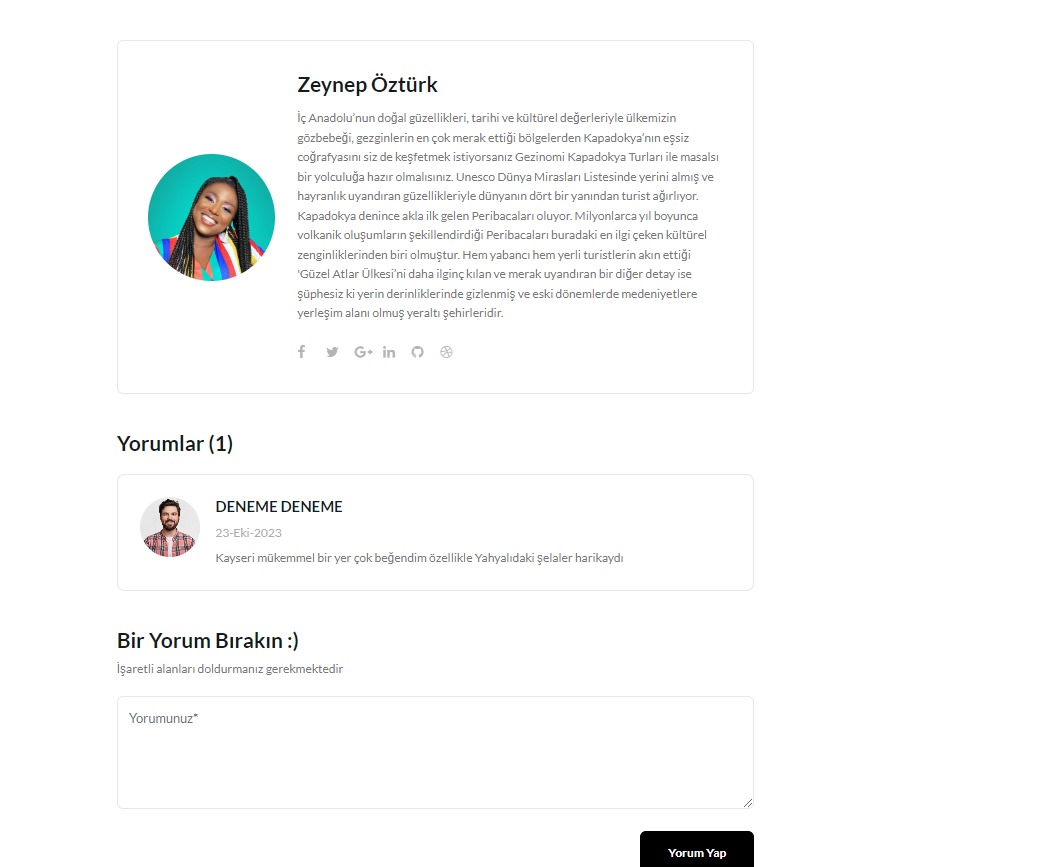 Zeynep Öztürk
İç Anadolu’nun doğal güzellikleri, tarihi ve kültürel değerleriyle ülkemizin
gözbebeği, gezginlerin en çok merak ettiği bölgelerden Kapadokya’nın eşsiz
coğrafyasını siz de keşfetmek istiyorsanız Gezinomi Kapadokya Turları ile masalsı
bir yolculuğa hazır olmalısınız. Unesco Dünya Mirasları Listesinde yerini almış ve
hayranlık uyandıran güzellikleriyle dünyanın dört bir yanından turist ağırlıyor.
Kapadokya denince akla ilk gelen Peribacaları oluyor. Milyonlarca yıl boyunca
volkanik oluşumların şekillendirdiği Peribacaları buradaki en ilgi çeken kültürel
zenginliklerinden biri olmuştur. Hem yabancı hem yerli turistlerin akın ettiği
'Güzel Atlar Ülkesi’ni daha ilginç kılan ve merak uyandıran bir diğer detay ise
şüphesiz ki yerin derinliklerinde gizlenmiş ve eski dönemlerde medeniyetlere
yerleşim alanı olmuş yeraltı şehirleridir.
Yorumlar (1)
DENEME DENEME
23-Eki-2023
Kayseri mükemmel bir yer çok beğendim özellikle Yahyalıdaki şelaler harikaydı
Bir Yorum Bırakın :)
İşaretli alanları doldurmanız gerekmektedir
Yorumunuz*
Yorum Yap